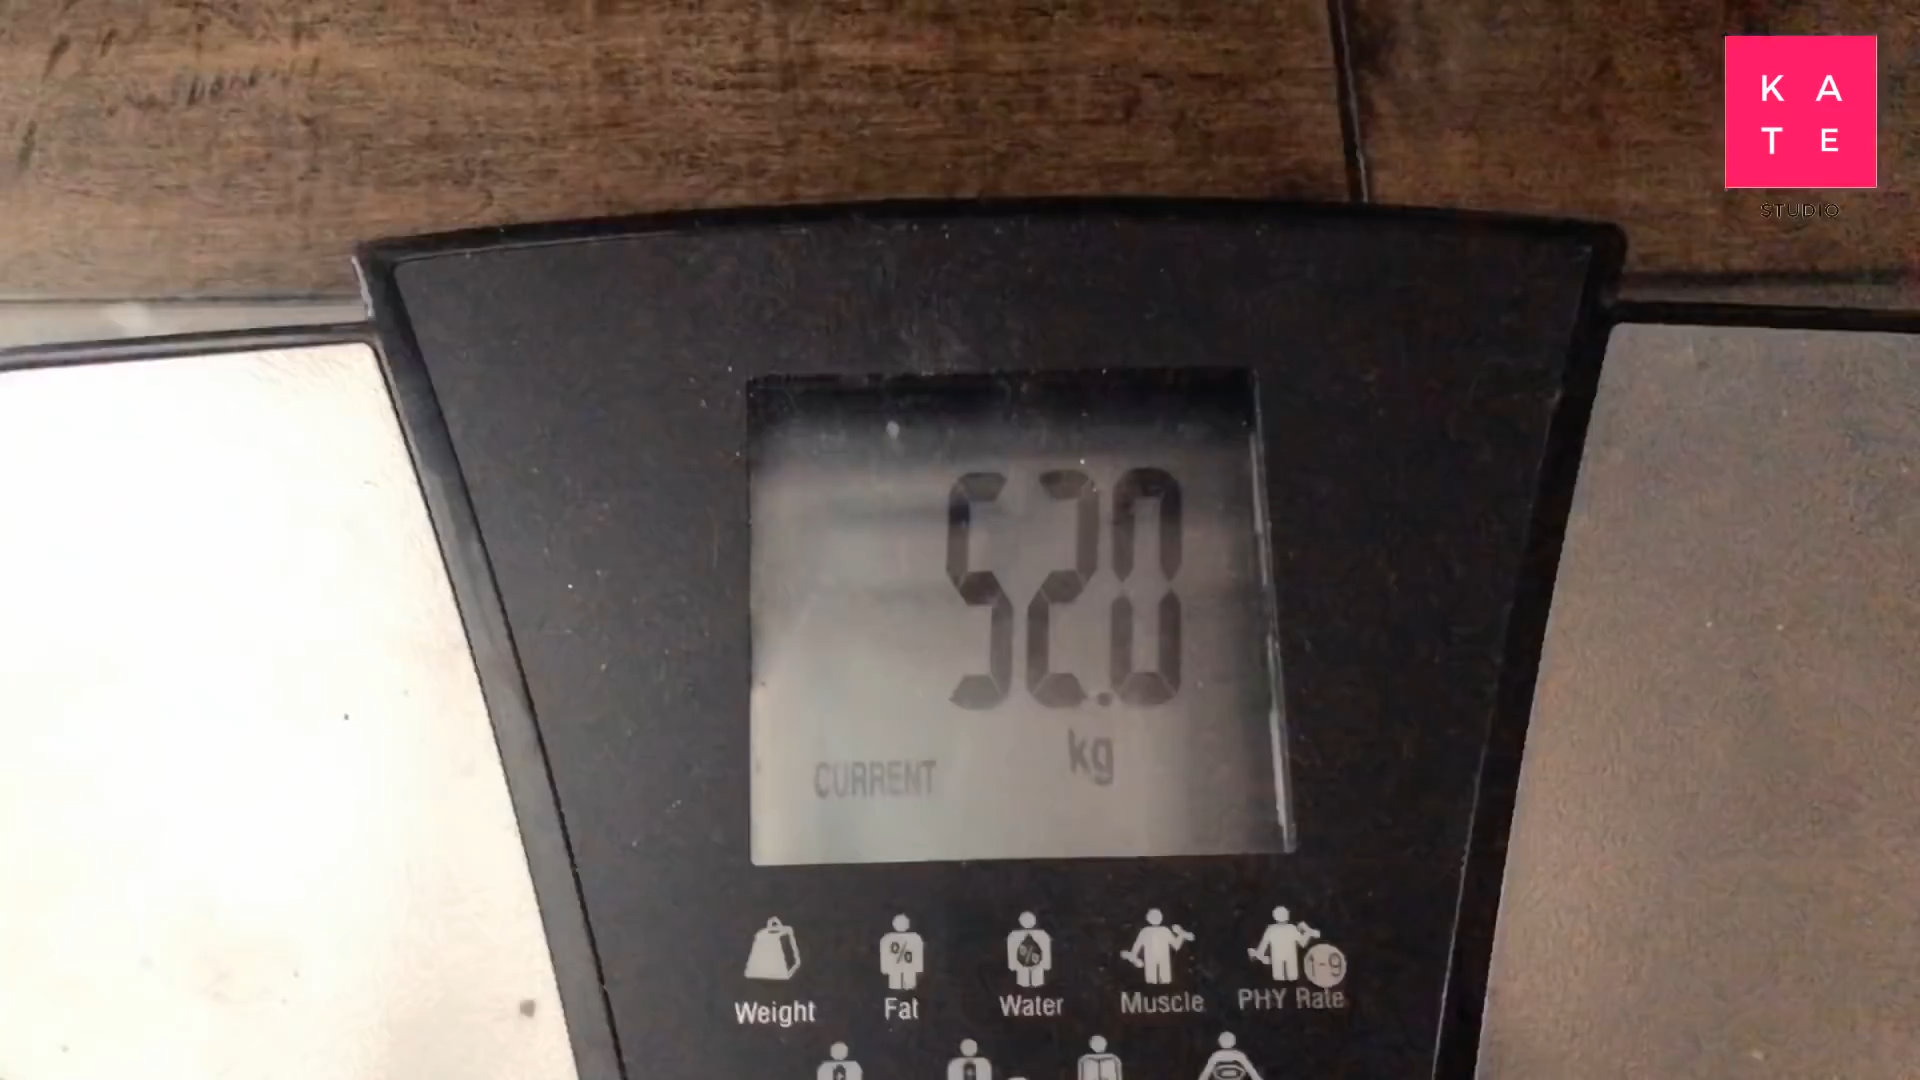 K A
T E
STUDIO
52.0
kg
CURRENT
% %
1-9
Weight Fat Water Muscle PHY Rate